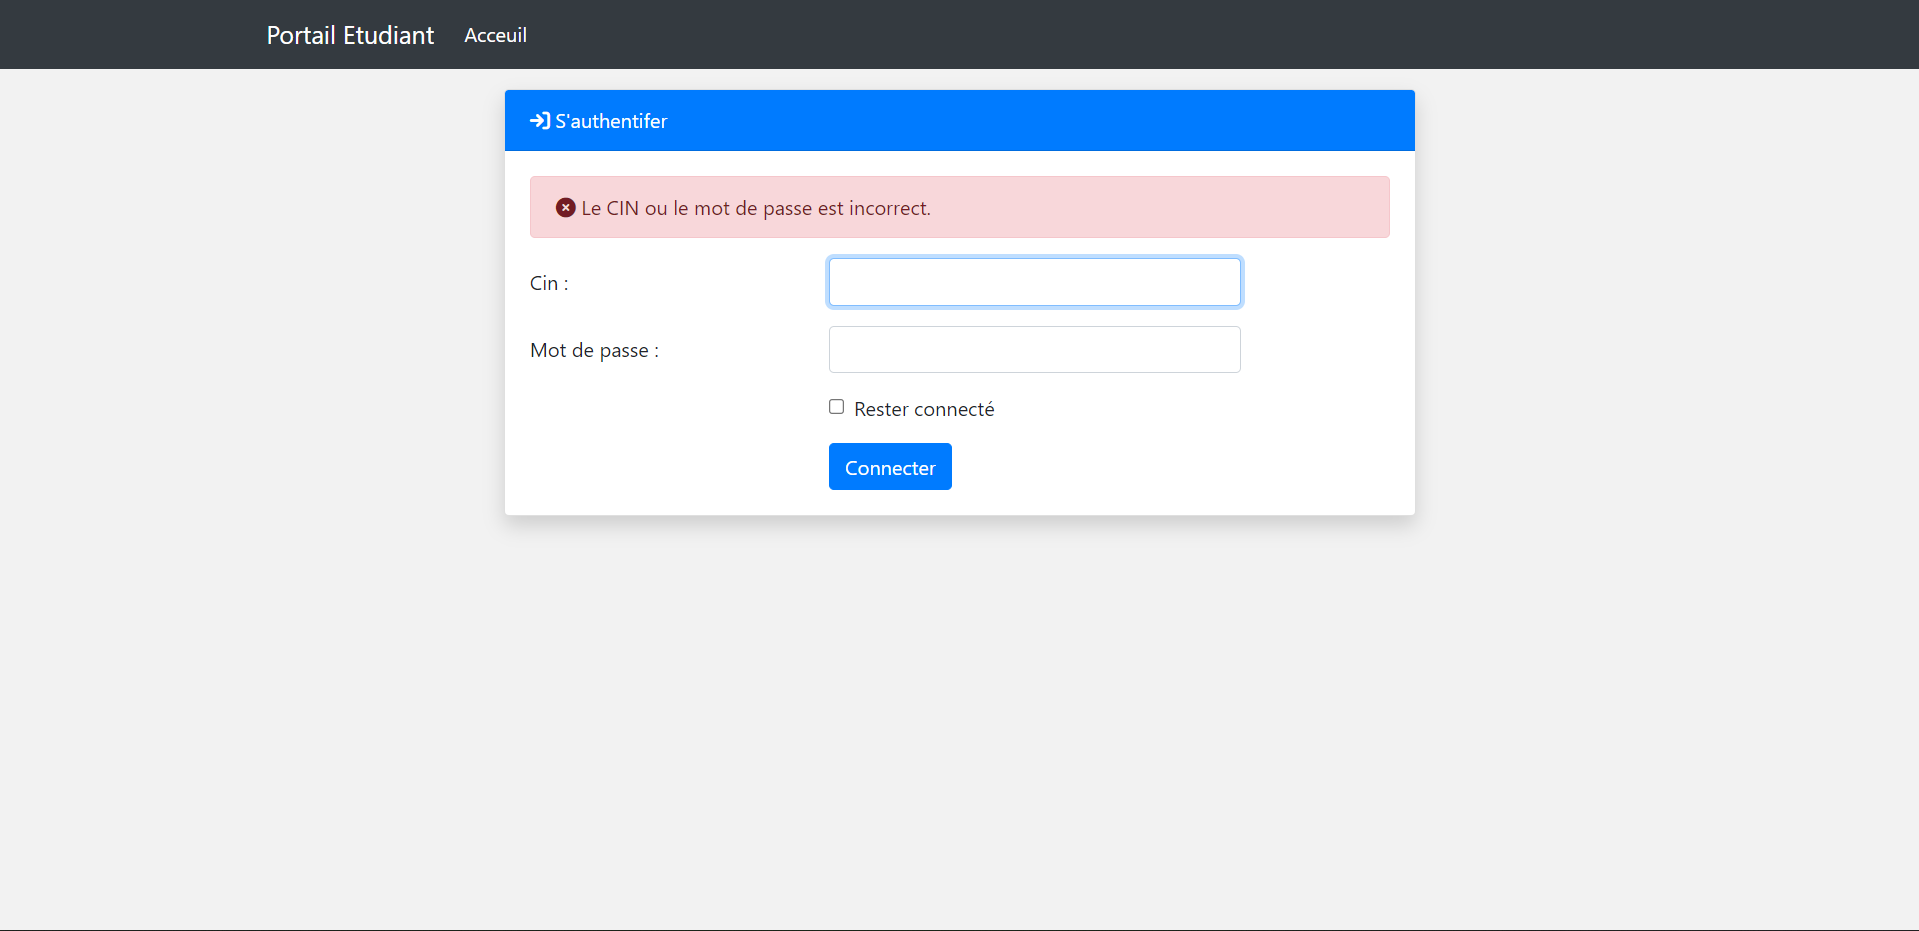 Portail Etudiant Acceuil
S'authentifer
Le CIN ou le mot de passe est incorrect.
Cin :
Mot de passe :
Rester connecté
Connecter